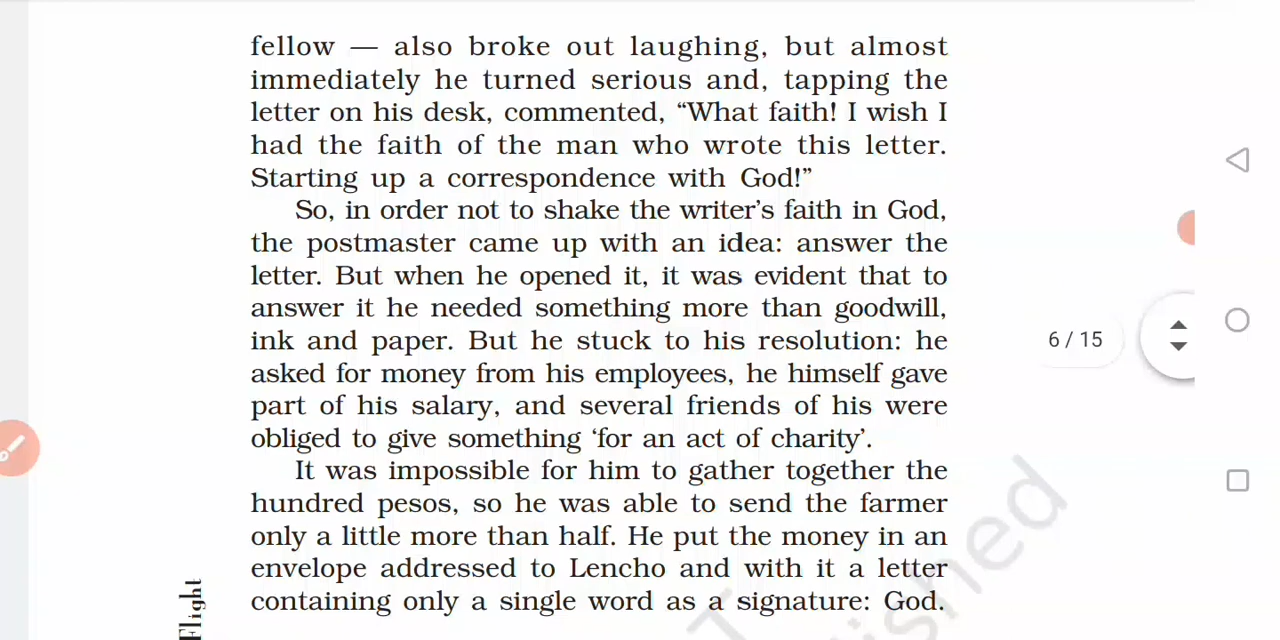 fellow — also broke out laughing, but almost
immediately he turned serious and, tapping the
letter on his desk, commented, “What faith! I wish I
had the faith of the man who wrote this letter.
Starting up a correspondence with God!”
So, in order not to shake the writer’s faith in God,
the postmaster came up with an idea: answer the
letter. But when he opened it, it was evident that to
answer it he needed something more than goodwill,
ink and paper. But he stuck to his resolution: he
asked for money from his employees, he himself gave
part of his salary, and several friends of his were
obliged to give something ‘for an act of charity’.
It was impossible for him to gather together the
hundred pesos, so he was able to send the farmer
only a little more than half. He put the money in an
envelope addressed to Lencho and with it a letter
containing only a single word as a signature: God.
6 / 15
Flight